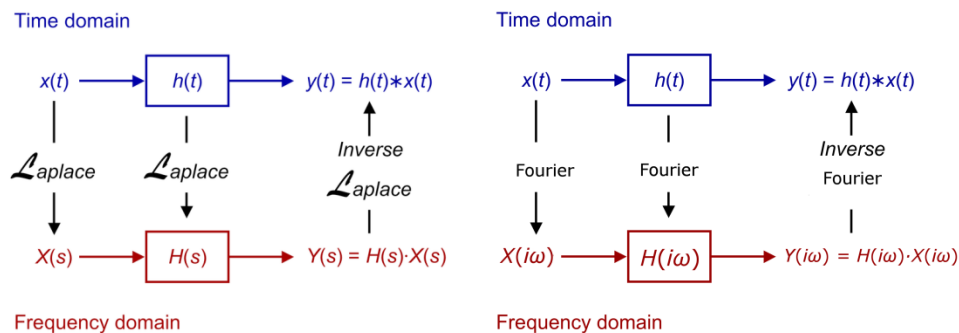 Time domain
x(t)
h(t)
y(t) = h(t)∗x(t)
ℒaplace
ℒaplace
Inverse
ℒaplace
X(s)
H(s)
Y(s) = H(s)·X(s)
Frequency domain
Time domain
x(t)
h(t)
y(t) = h(t)∗x(t)
Fourier
Fourier
Inverse
Fourier
X(iω)
H(iω)
Y(iω) = H(iω)·X(iω)
Frequency domain